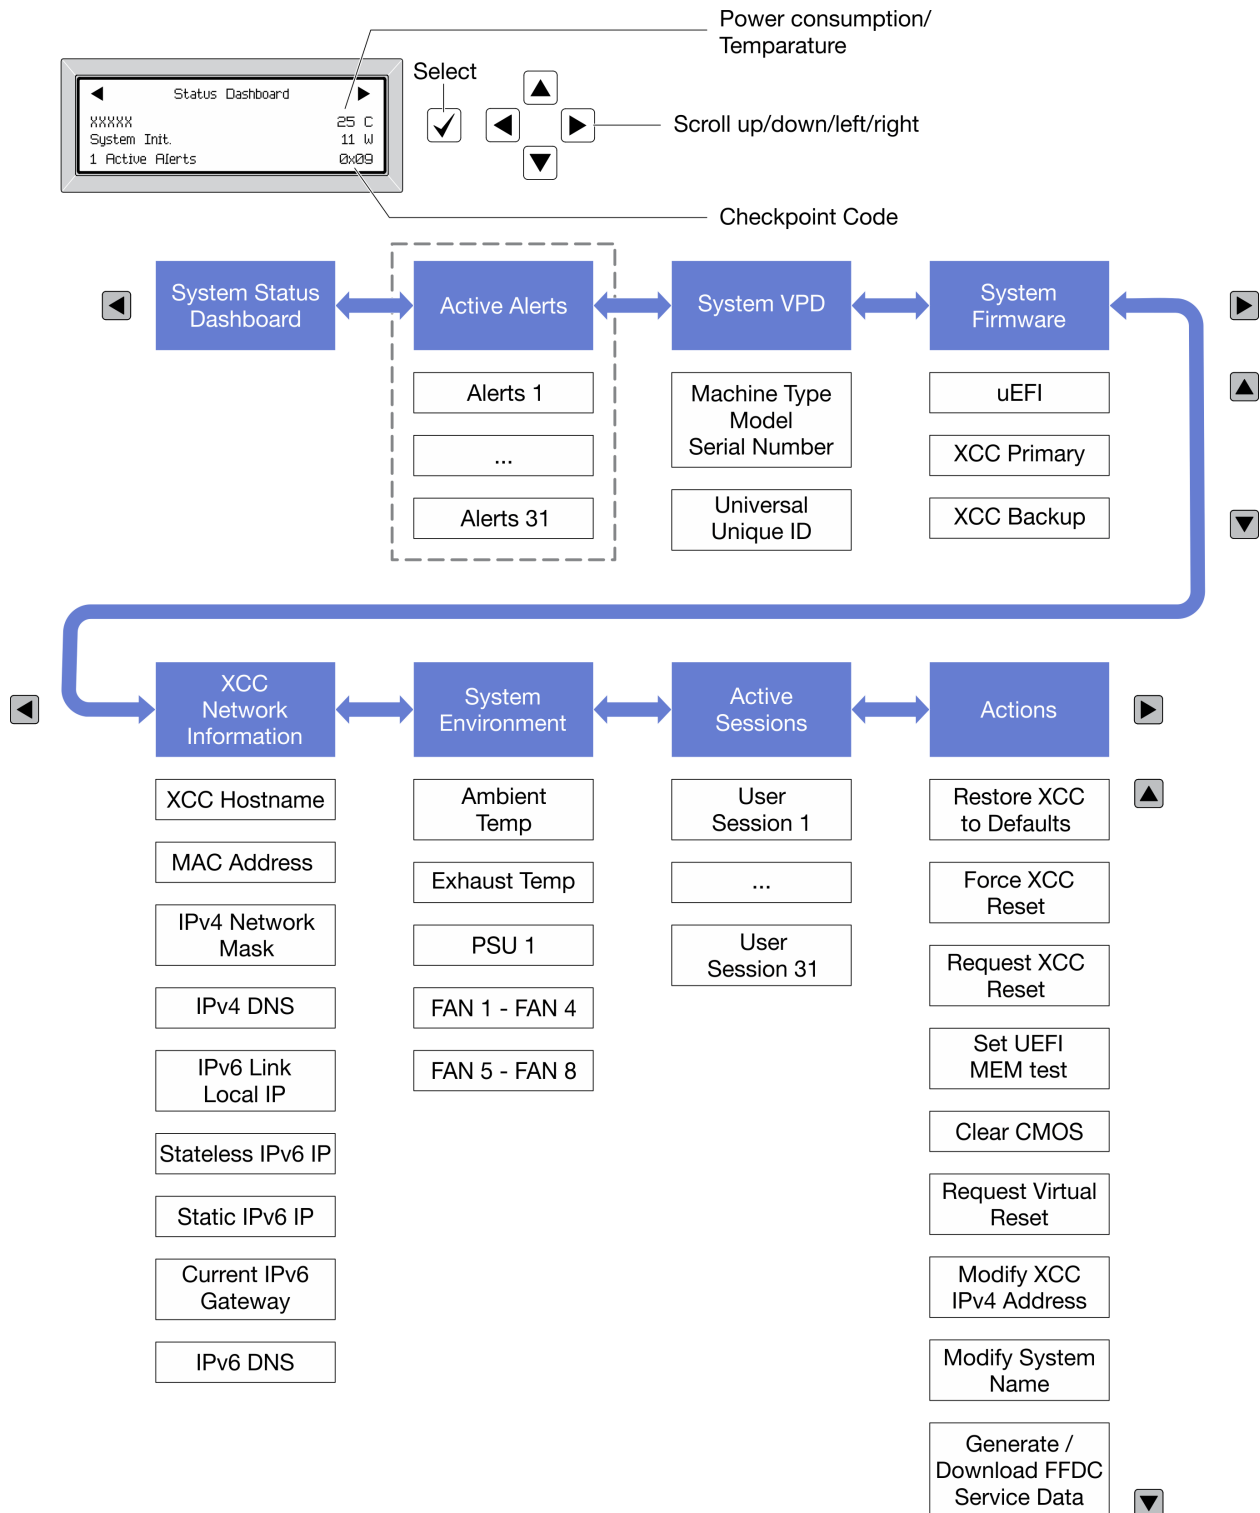 Power consumption/
Temparature
Select
Status Dashboard
XXXXX 25 C
System Init. 11 W
1 Active Alerts 0x09
Scroll up/down/left/right
Checkpoint Code
System Status
Dashboard
Active Alerts
System VPD
System
Firmware
Alerts 1
...
Alerts 31
Machine Type
Model
Serial Number
Universal
Unique ID
uEFI
XCC Primary
XCC Backup
XCC
Network
Information
System
Environment
Active
Sessions
Actions
XCC Hostname
MAC Address
IPv4 Network
Mask
IPv4 DNS
IPv6 Link
Local IP
Stateless IPv6 IP
Static IPv6 IP
Current IPv6
Gateway
IPv6 DNS
Ambient
Temp
Exhaust Temp
PSU 1
FAN 1 - FAN 4
FAN 5 - FAN 8
User
Session 1
...
User
Session 31
Restore XCC
to Defaults
Force XCC
Reset
Request XCC
Reset
Set UEFI
MEM test
Clear CMOS
Request Virtual
Reset
Modify XCC
IPv4 Address
Modify System
Name
Generate /
Download FFDC
Service Data